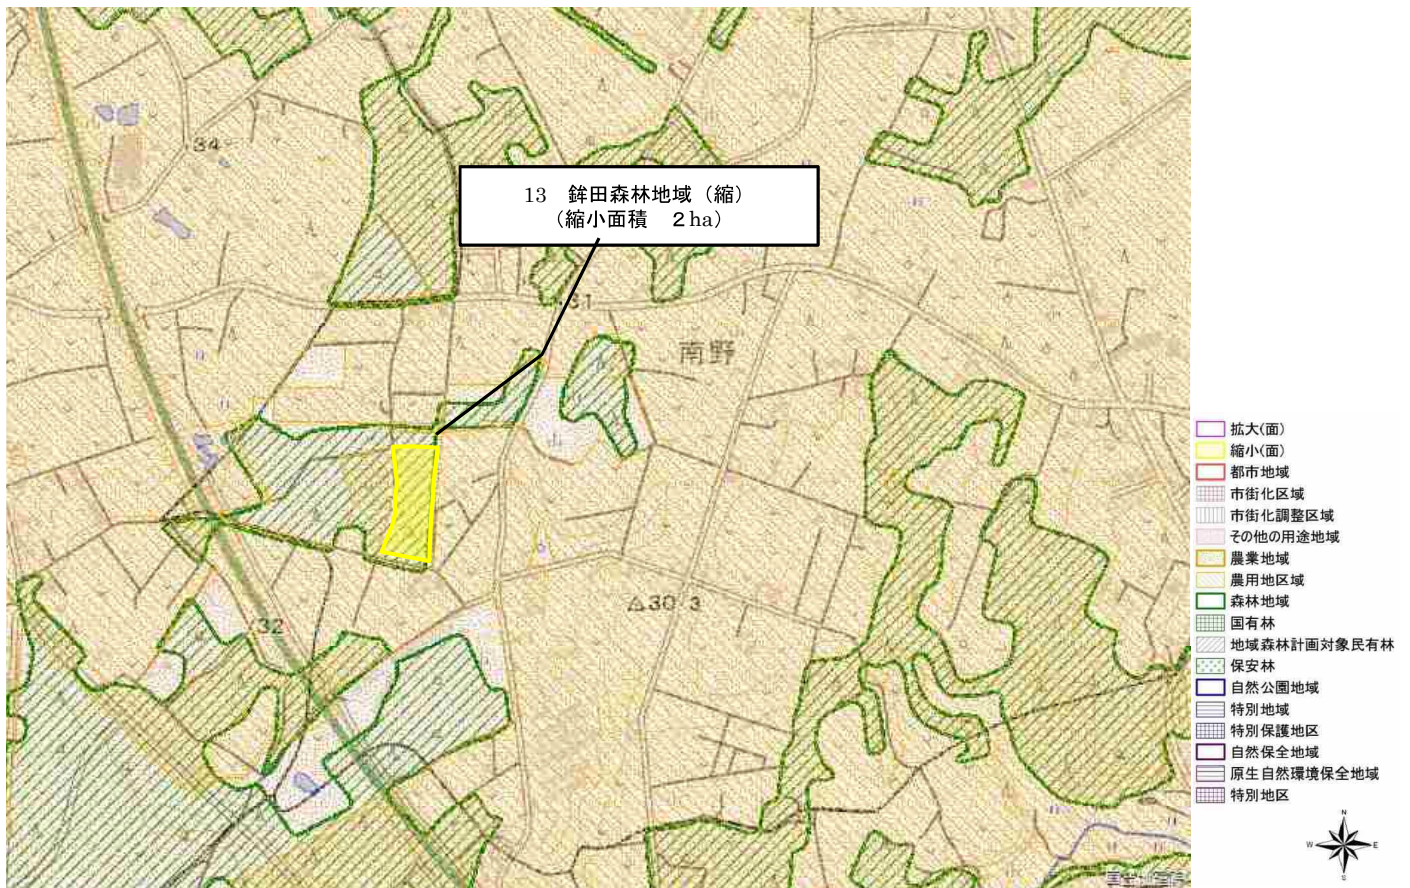 34
13 鉾田森林地域（縮）
（縮小面積 2ha）
31
南野
△30 3
32
拡大(面)
縮小(面)
都市地域
市街化区域
市街化調整区域
その他の用途地域
農業地域
農用地区域
森林地域
国有林
地域森林計画対象民有林
保安林
自然公園地域
特別地域
特別保護地区
自然保全地域
原生自然環境保全地域
特別地区
N
W E
S